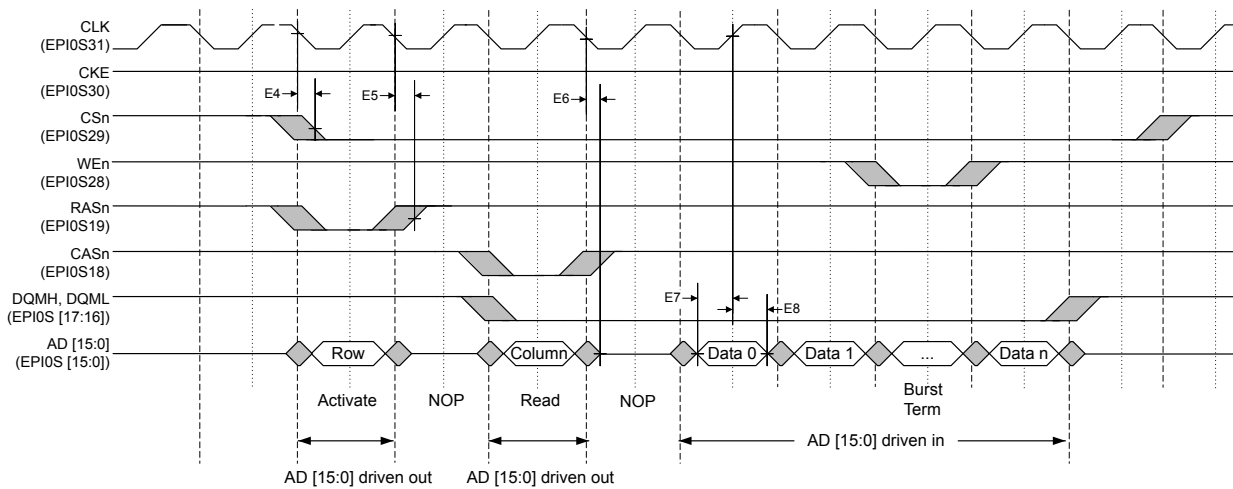 CLK
(EPI0S31)
CKE
(EPI0S30)
E4
E5
E6
CSn
(EPI0S29)
WEn
(EPI0S28)
RASn
(EPI0S19)
CASn
(EPI0S18)
DQMH, DQML
(EPI0S [17:16])
E7
E8
AD [15:0]
(EPI0S [15:0])
Row
Column
Data 0
Data 1
...
Data n
Activate
NOP
Read
NOP
Burst
Term
AD [15:0] driven in
AD [15:0] driven out
AD [15:0] driven out